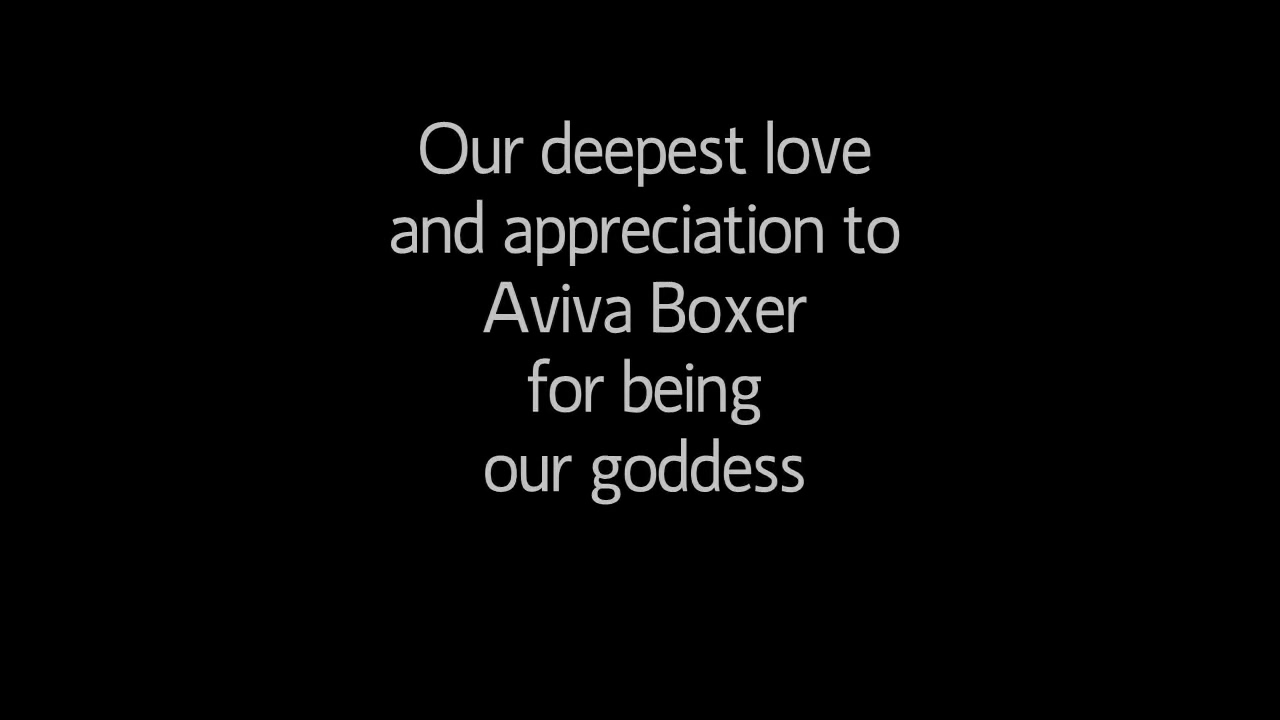 Our deepest love
and appreciation to
Aviva Boxer
for being
our goddess